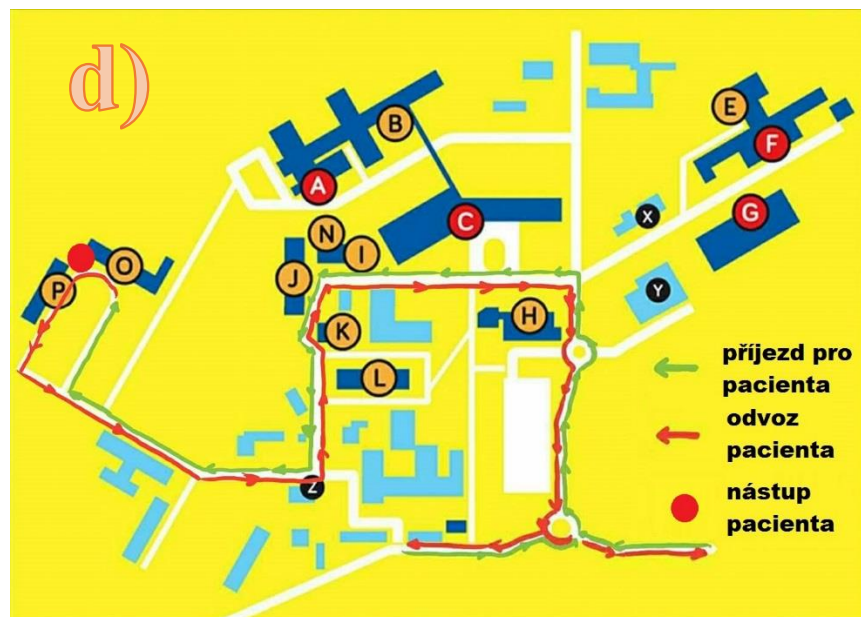 d)
B
E
F
A
C
X
G
N
I
O
J
P
Y
H
K
L
Z
příjezd pro
pacienta
odvoz
pacienta
nástup
pacienta